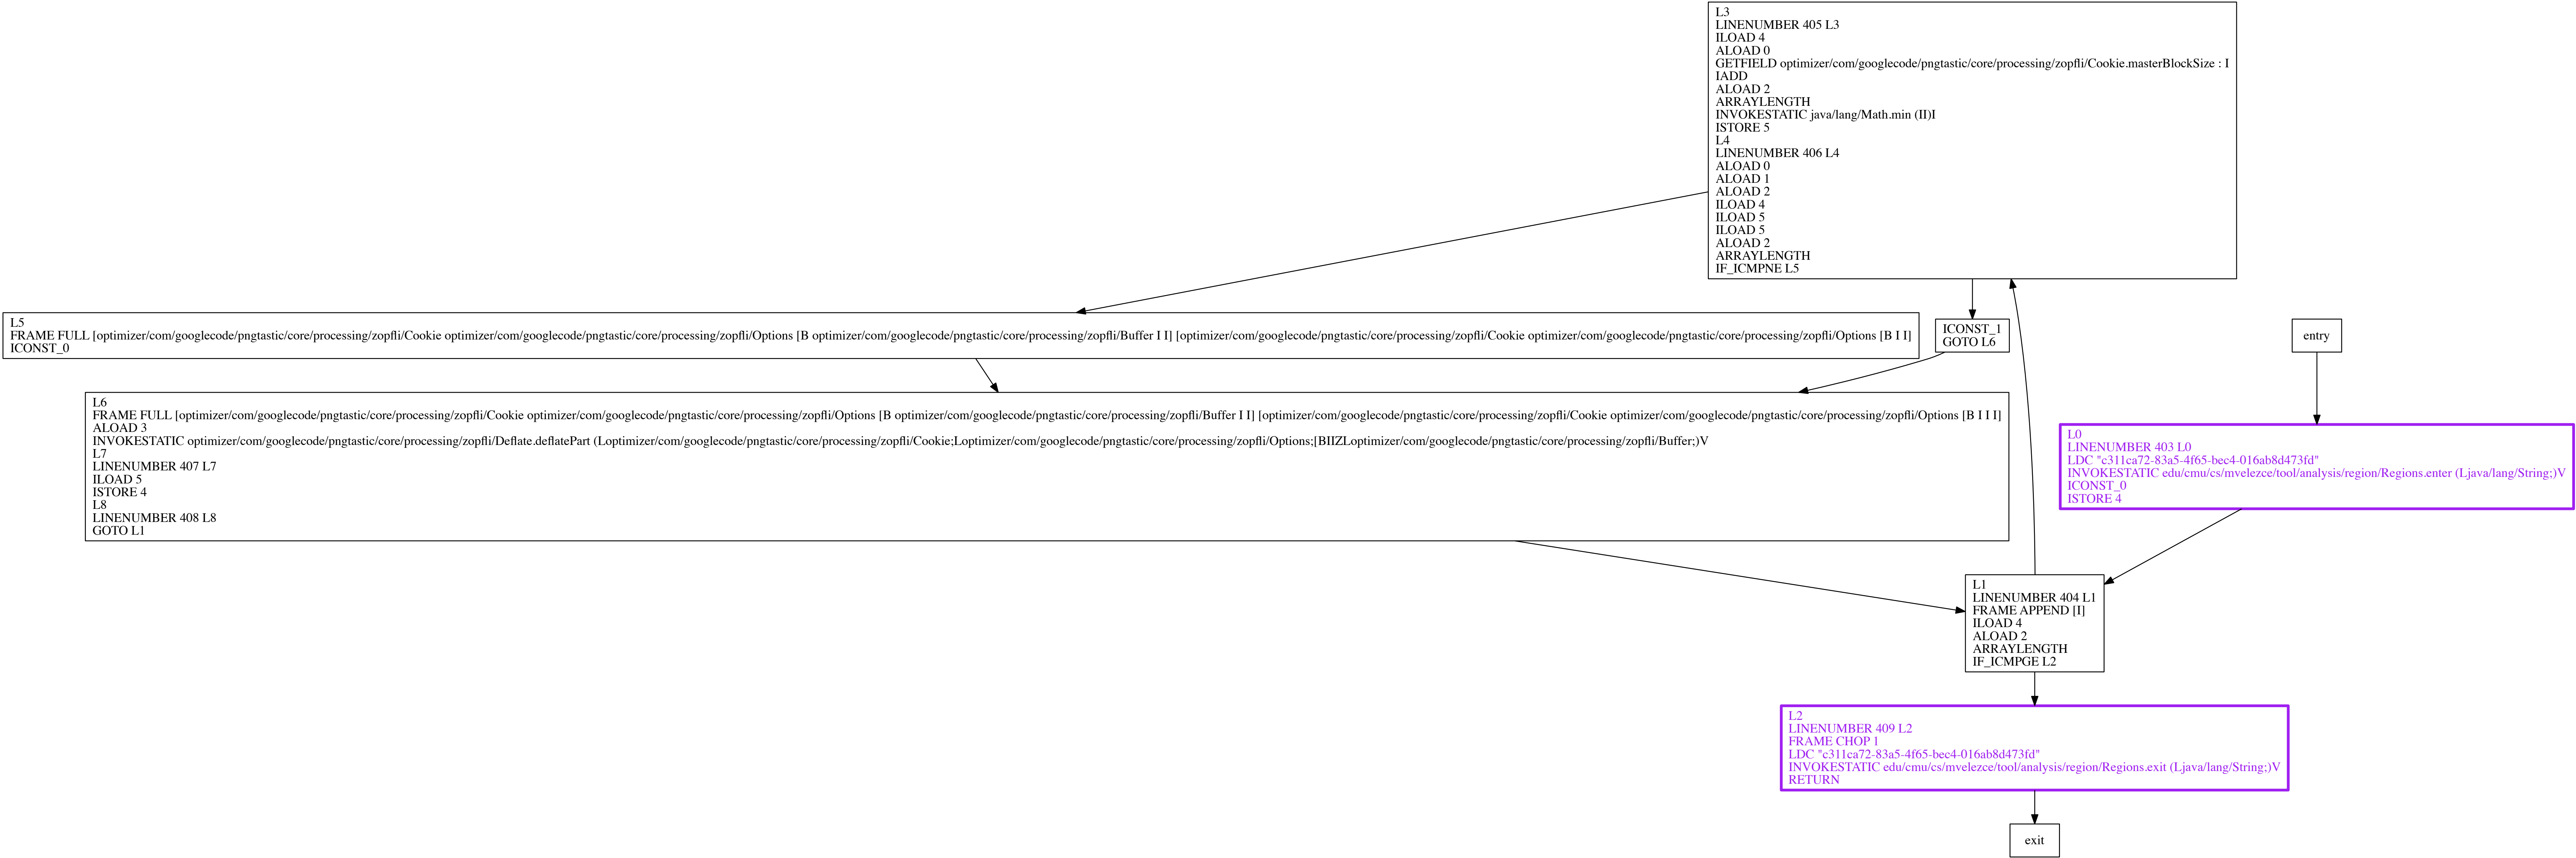 L3
LINENUMBER 405 L3
ILOAD 4
ALOAD 0
GETFIELD optimizer/com/googlecode/pngtastic/core/processing/zopfli/Cookie.masterBlockSize : I
IADD
ALOAD 2
ARRAYLENGTH
INVOKESTATIC java/lang/Math.min (II)I
ISTORE 5
L4
LINENUMBER 406 L4
ALOAD 0
ALOAD 1
ALOAD 2
ILOAD 4
ILOAD 5
ILOAD 5
ALOAD 2
ARRAYLENGTH
IF_ICMPNE L5
L5
FRAME FULL [optimizer/com/googlecode/pngtastic/core/processing/zopfli/Cookie optimizer/com/googlecode/pngtastic/core/processing/zopfli/Options [B optimizer/com/googlecode/pngtastic/core/processing/zopfli/Buffer I I] [optimizer/com/googlecode/pngtastic/core/processing/zopfli/Cookie optimizer/com/googlecode/pngtastic/core/processing/zopfli/Options [B I I]
ICONST_0
ICONST_1
GOTO L6
entry
L6
FRAME FULL [optimizer/com/googlecode/pngtastic/core/processing/zopfli/Cookie optimizer/com/googlecode/pngtastic/core/processing/zopfli/Options [B optimizer/com/googlecode/pngtastic/core/processing/zopfli/Buffer I I] [optimizer/com/googlecode/pngtastic/core/processing/zopfli/Cookie optimizer/com/googlecode/pngtastic/core/processing/zopfli/Options [B I I I]
ALOAD 3
INVOKESTATIC optimizer/com/googlecode/pngtastic/core/processing/zopfli/Deflate.deflatePart (Loptimizer/com/googlecode/pngtastic/core/processing/zopfli/Cookie;Loptimizer/com/googlecode/pngtastic/core/processing/zopfli/Options;[BIIZLoptimizer/com/googlecode/pngtastic/core/processing/zopfli/Buffer;)V
L7
LINENUMBER 407 L7
ILOAD 5
ISTORE 4
L8
LINENUMBER 408 L8
GOTO L1
L0
LINENUMBER 403 L0
LDC "c311ca72-83a5-4f65-bec4-016ab8d473fd"
INVOKESTATIC edu/cmu/cs/mvelezce/tool/analysis/region/Regions.enter (Ljava/lang/String;)V
ICONST_0
ISTORE 4
L1
LINENUMBER 404 L1
FRAME APPEND [I]
ILOAD 4
ALOAD 2
ARRAYLENGTH
IF_ICMPGE L2
L2
LINENUMBER 409 L2
FRAME CHOP 1
LDC "c311ca72-83a5-4f65-bec4-016ab8d473fd"
INVOKESTATIC edu/cmu/cs/mvelezce/tool/analysis/region/Regions.exit (Ljava/lang/String;)V
RETURN
exit